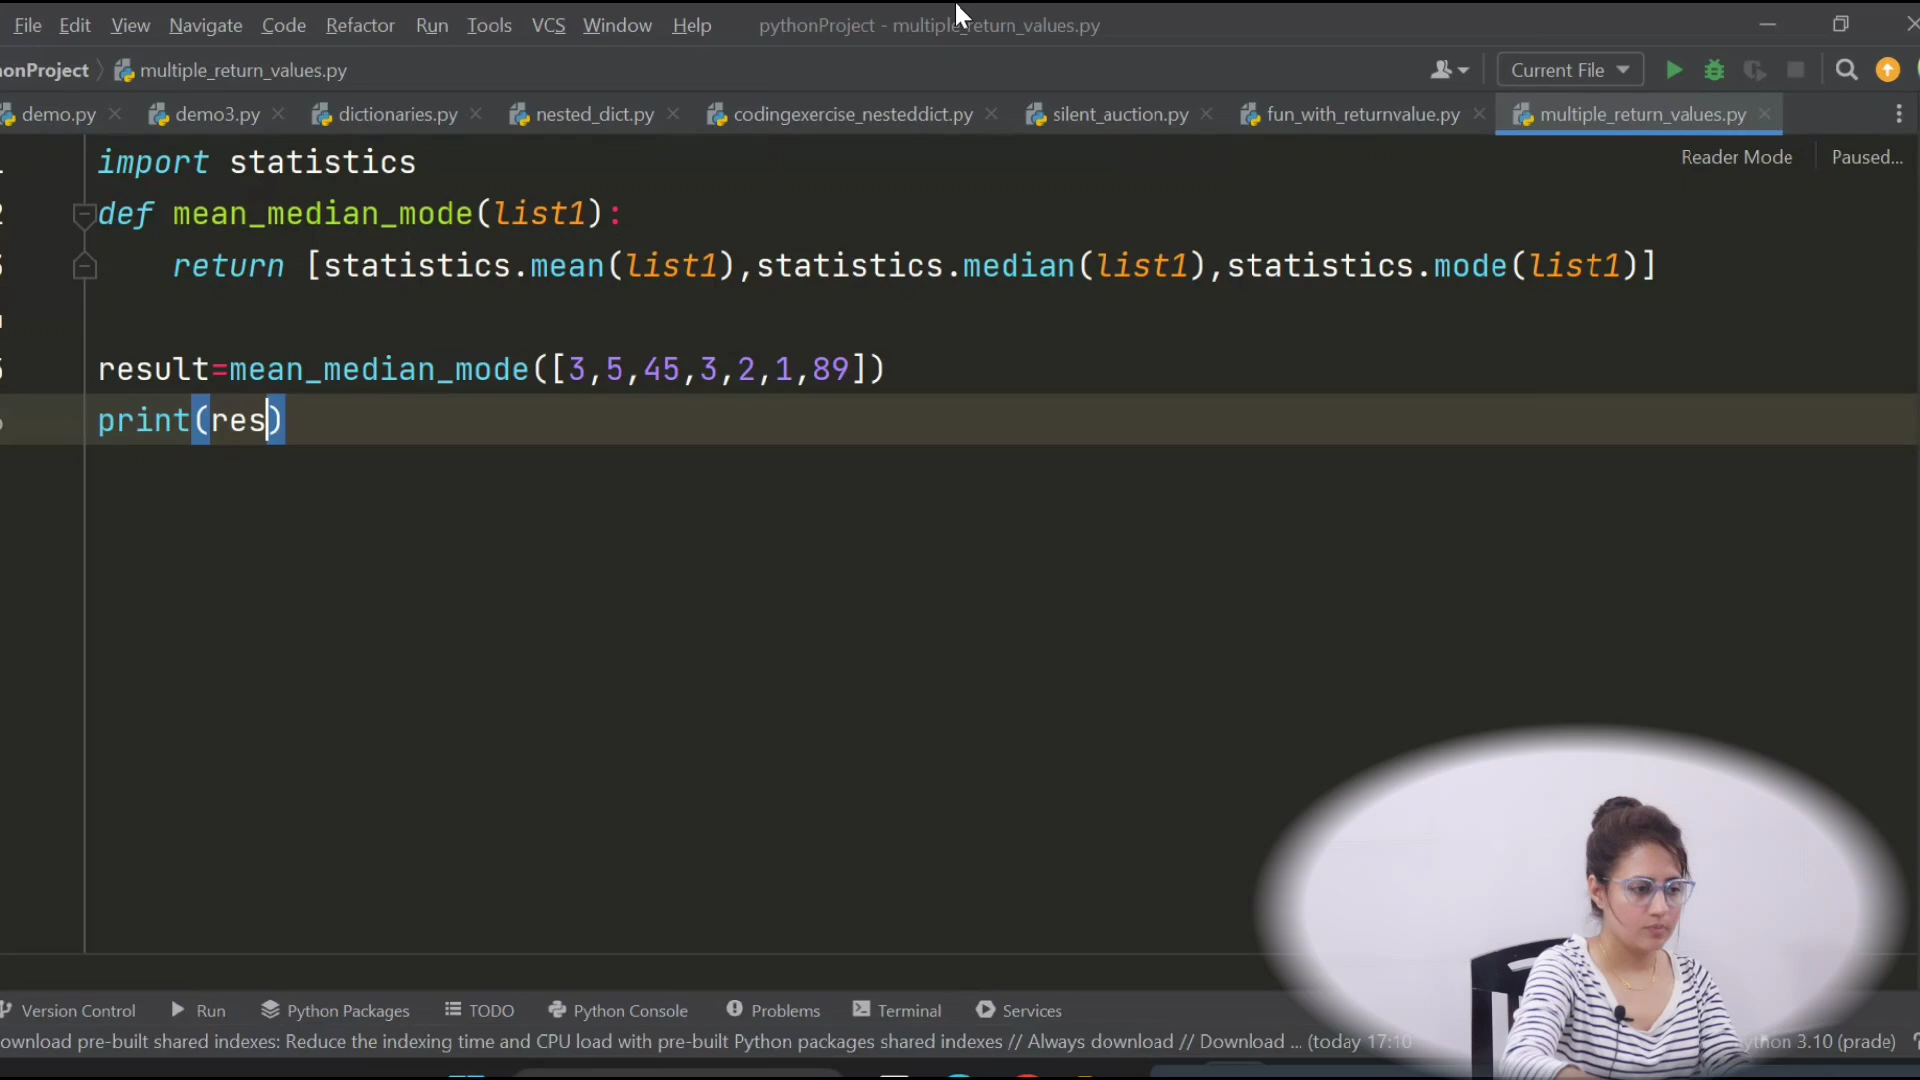 File Edit View Navigate Code Refactor Run Tools VCS Window Help pythonProject - multiple_return_values.py
honProject multiple_return_values.py Current File
demo.py demo3.py dictionaries.py nested_dict.py codingexercise_nesteddict.py silent_auction.py fun_with_returnvalue.py multiple_return_values.py
Reader Mode Paused...
import statistics
def mean_median_mode(list1):
return [statistics.mean(list1),statistics.median(list1),statistics.mode(list1)]
result=mean_median_mode([3,5,45,3,2,1,89])
print(res)
Version Control Run Python Packages TODO Python Console Problems Terminal Services
ownload pre-built shared indexes: Reduce the indexing time and CPU load with pre-built Python packages shared indexes // Always download // Download ... (today 17:10 ython 3.10 (prade)